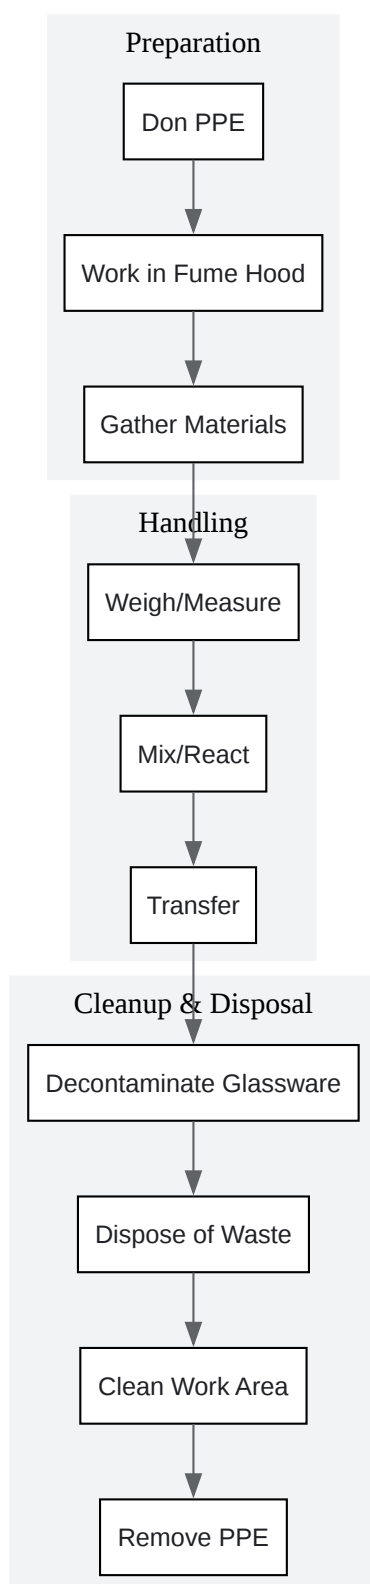 Preparation
Don PPE
Work in Fume Hood
Gather Materials
Handling
Weigh/Measure
Mix/React
Transfer
Cleanup & Disposal
Decontaminate Glassware
Dispose of Waste
Clean Work Area
Remove PPE